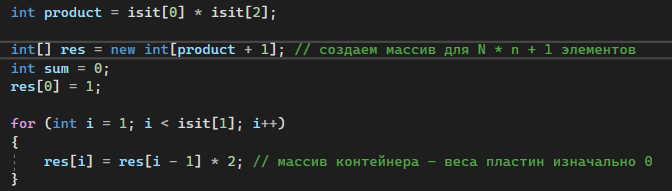 int product = isit[0] * isit[2];
int[] res = new int[product + 1]; // создаем массив для N * n + 1 элементов
int sum = 0;
res[0] = 1;
for (int i = 1; i < isit[1]; i++)
{
res[i] = res[i - 1] * 2; // массив контейнера - веса пластин изначально 0
}